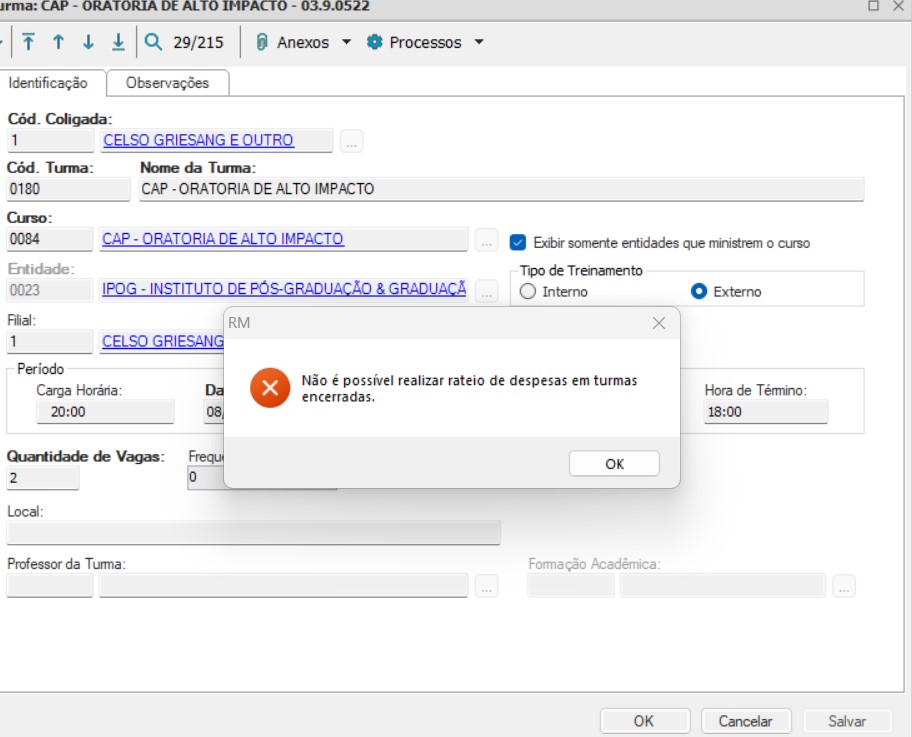 urma: CAP - ORATORIA DE ALTO IMPACTO - 03.9.0522
29/215 Anexos Processos
Identificação Observações
Cód. Coligada:
1 CELSO GRIESANG E OUTRO ...
Cód. Turma: Nome da Turma:
0180 CAP - ORATORIA DE ALTO IMPACTO
Curso:
0084 CAP - ORATORIA DE ALTO IMPACTO ... Exibir somente entidades que ministrem o curso
Entidade: Tipo de Treinamento
0023 IPOG - INSTITUTO DE PÓS-GRADUAÇÃO & GRADUAÇÃ ... Interno Externo
Filial:
1 CELSO GRIESANG
RM
Não é possível realizar rateio de despesas em turmas
encerradas.
OK
Período
Carga Horária: Da Hora de Término:
20:00 08/ 18:00
Quantidade de Vagas: Frequ
2 0
Local:
Professor da Turma: Formação Acadêmica:
... ...
OK Cancelar Salvar